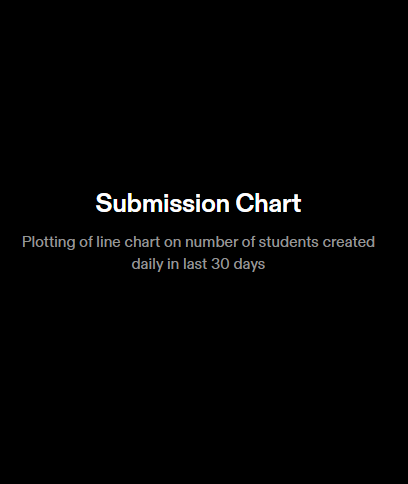 Submission Chart
Plotting of line chart on number of students created
daily in last 30 days